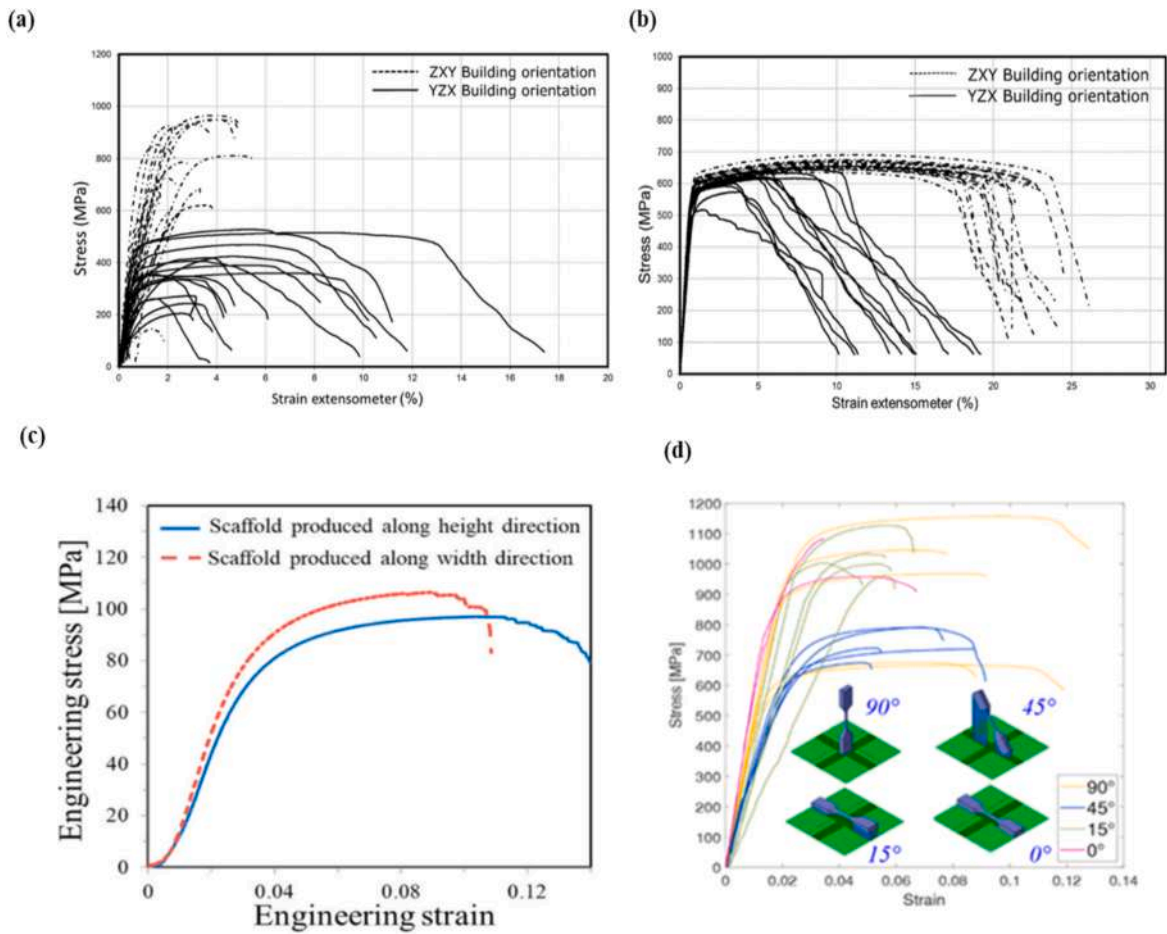 (a)
1200
1000
800
600
400
200
0
Stress (MPa)
ZXY Building orientation
YZX Building orientation
0 2 4 6 8 10 12 14 16 18 20
Strain extensometer (%)
(b)
1000
900
800
700
600
500
400
300
200
100
0
Stress (MPa)
ZXY Building orientation
YZX Building orientation
0 5 10 15 20 25 30
Strain extensometer (%)
(c)
140
120
100
80
60
40
20
0
Engineering stress [MPa]
Scaffold produced along height direction
Scaffold produced along width direction
0 0.04 0.08 0.12
Engineering strain
(d)
1200
1100
1000
900
800
700
600
500
400
300
200
100
0
Stress [MPa]
90°
45°
15°
0°
90°
45°
15°
0°
0 0.02 0.04 0.06 0.08 0.1 0.12 0.14
Strain